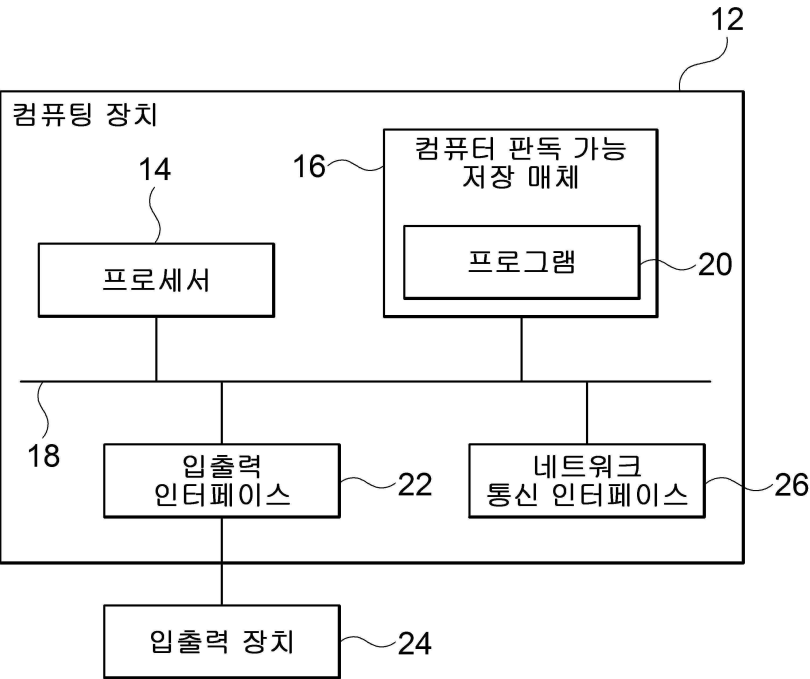 12
컴퓨팅 장치
14
16
컴퓨터 판독 가능
저장 매체
프로세서
프로그램
20
18
입출력
인터페이스
22
네트워크
통신 인터페이스
26
입출력 장치
24